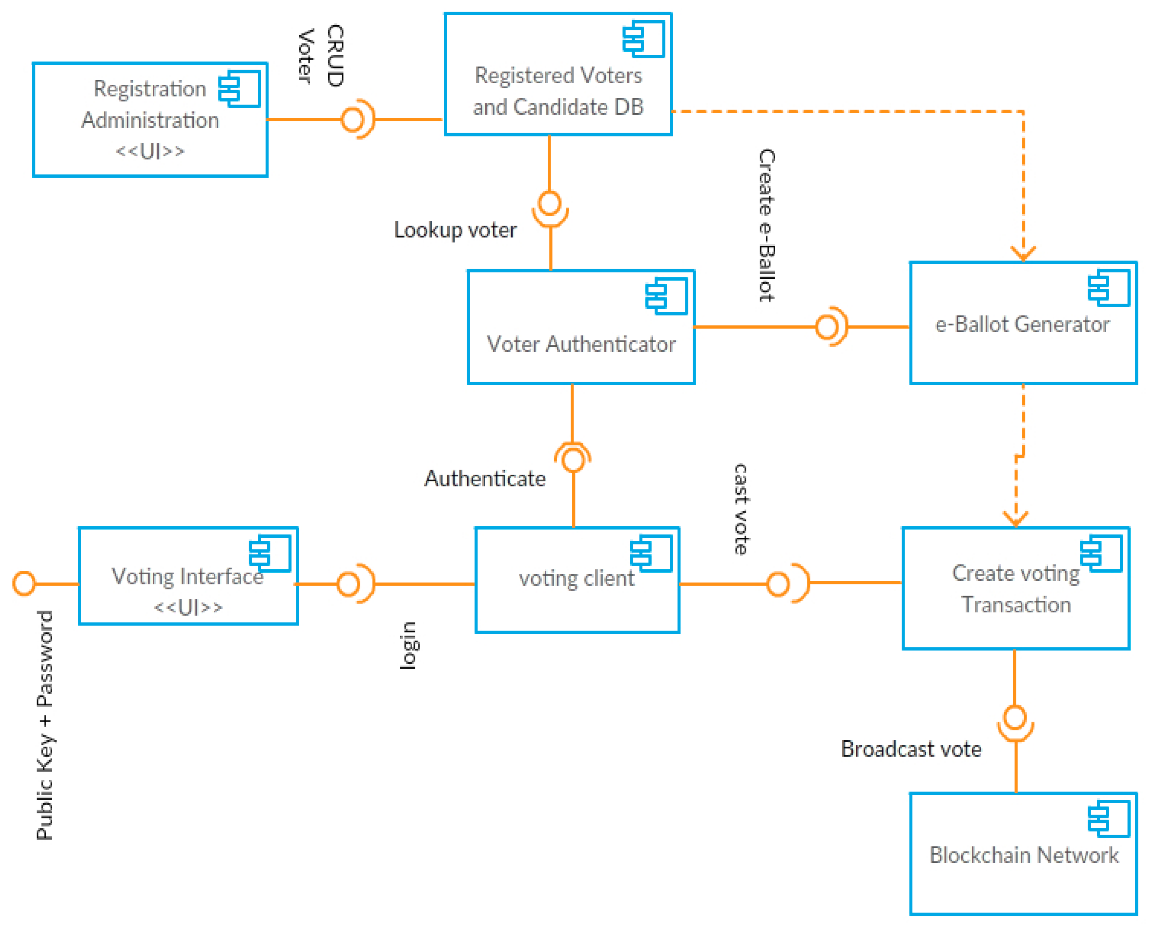 CRUD
Voter
Registration
Administration
<<UI>>
Registered Voters
and Candidate DB
Lookup voter
Create e-Ballot
Voter Authenticator
e-Ballot Generator
Authenticate
cast vote
Voting Interface
<<UI>>
voting client
Create voting
Transaction
login
Public Key + Password
Broadcast vote
Blockchain Network